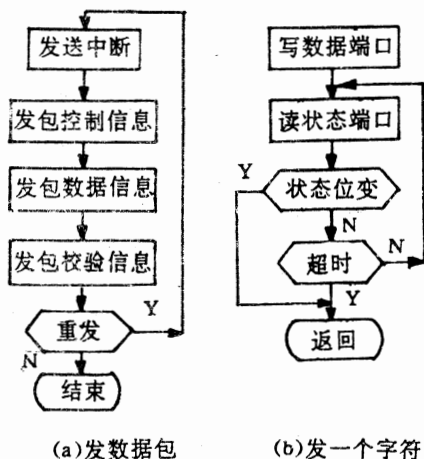 发送中断
发包控制信息
发包数据信息
发包校验信息
重发
Y
N
结束
(a)发数据包
写数据端口
读状态端口
状态位变
Y
N
超时
N
Y
返回
(b)发一个字符